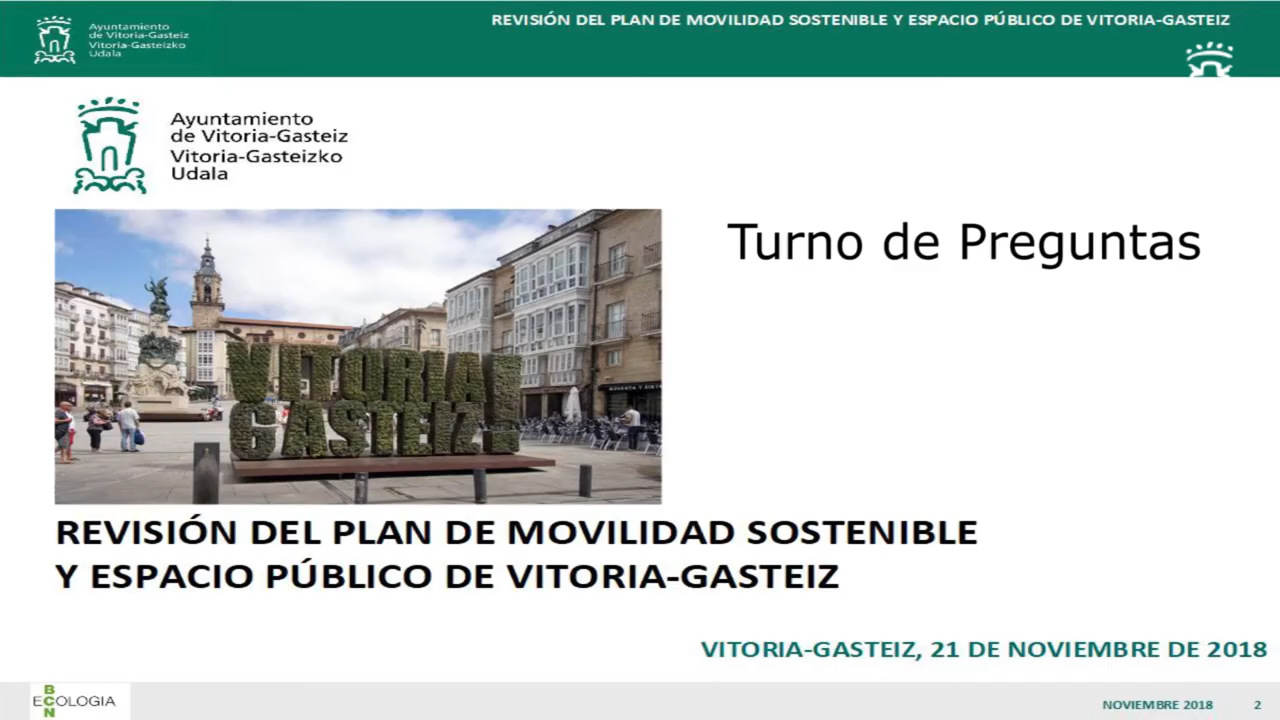 Ayuntamiento
de Vitoria-Gasteiz
Vitoria-Gasteizko
Udala
REVISIÓN DEL PLAN DE MOVILIDAD SOSTENIBLE Y ESPACIO PÚBLICO DE VITORIA-GASTEIZ
Ayuntamiento
de Vitoria-Gasteiz
Vitoria-Gasteizko
Udala
Turno de Preguntas
VITORIA
GASTEIZ
REVISIÓN DEL PLAN DE MOVILIDAD SOSTENIBLE
Y ESPACIO PÚBLICO DE VITORIA-GASTEIZ
VITORIA-GASTEIZ, 21 DE NOVIEMBRE DE 2018
BCN
ECOLOGIA
NOVIEMBRE 2018 2